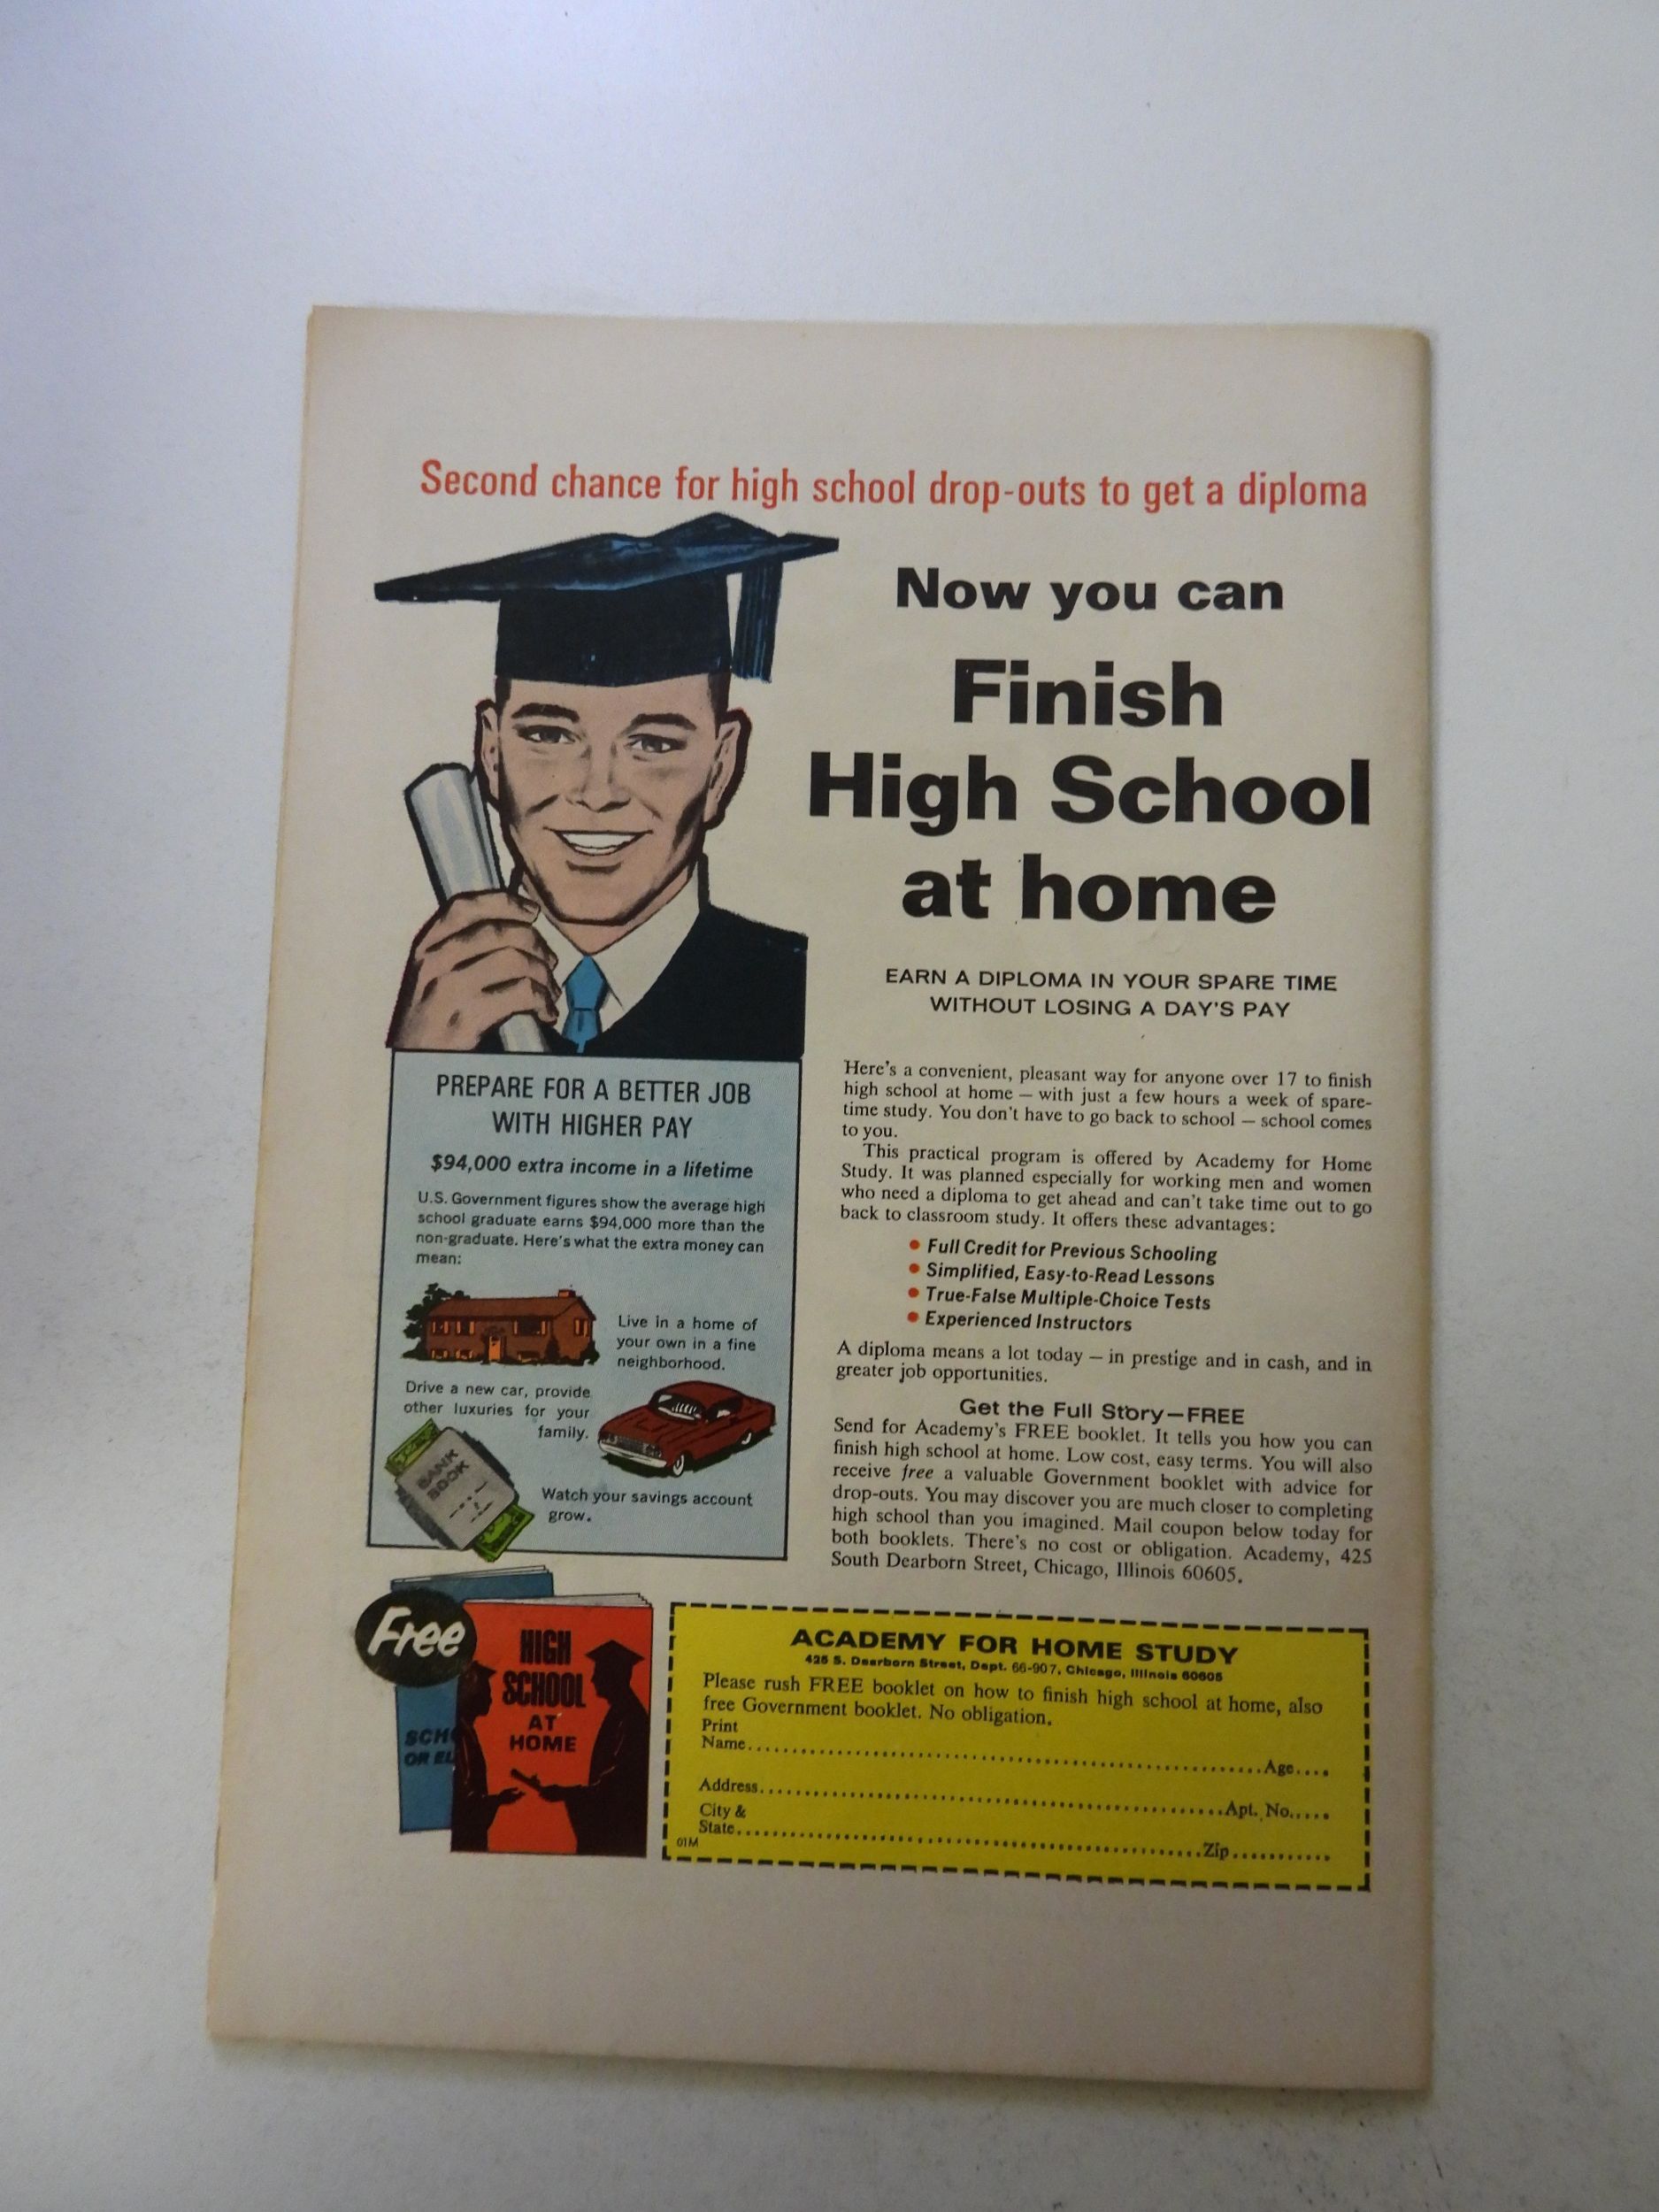 Second chance for high school drop-outs to get a diploma
Now you can
Finish
High School
at home
EARN A DIPLOMA IN YOUR SPARE TIME
WITHOUT LOSING A DAY'S PAY
Here's a convenient, pleasant way for anyone over 17 to finish
high school at home — with just a few hours a week of spare-
time study. You don't have to go back to school — school comes
to you.
This practical program is offered by Academy for Home
Study. It was planned especially for working men and women
who need a diploma to get ahead and can't take time out to go
back to classroom study. It offers these advantages:
• Full Credit for Previous Schooling
• Simplified, Easy-to-Read Lessons
• True-False Multiple-Choice Tests
• Experienced Instructors
A diploma means a lot today — in prestige and in cash, and in
greater job opportunities.
Get the Full Story—FREE
Send for Academy's FREE booklet. It tells you how you can
finish high school at home. Low cost, easy terms. You will also
receive free a valuable Government booklet with advice for
drop-outs. You may discover you are much closer to completing
high school than you imagined. Mail coupon below today for
both booklets. There's no cost or obligation. Academy, 425
South Dearborn Street, Chicago, Illinois 60605.
PREPARE FOR A BETTER JOB
WITH HIGHER PAY
$94,000 extra income in a lifetime
U.S. Government figures show the average high
school graduate earns $94,000 more than the
non-graduate. Here's what the extra money can
mean:
Live in a home of
your own in a fine
neighborhood.
Drive a new car, provide
other luxuries for your
family.
BANK
BOOK
Watch your savings account
grow.
Free
HIGH
SCHOOL
AT
HOME
SCH
OR EL
ACADEMY FOR HOME STUDY
425 S. Dearborn Street, Dept. 66-907, Chicago, Illinois 60605
Please rush FREE booklet on how to finish high school at home, also
free Government booklet. No obligation.
Print
Name Age
Address Apt. No.
City &
State Zip
01M